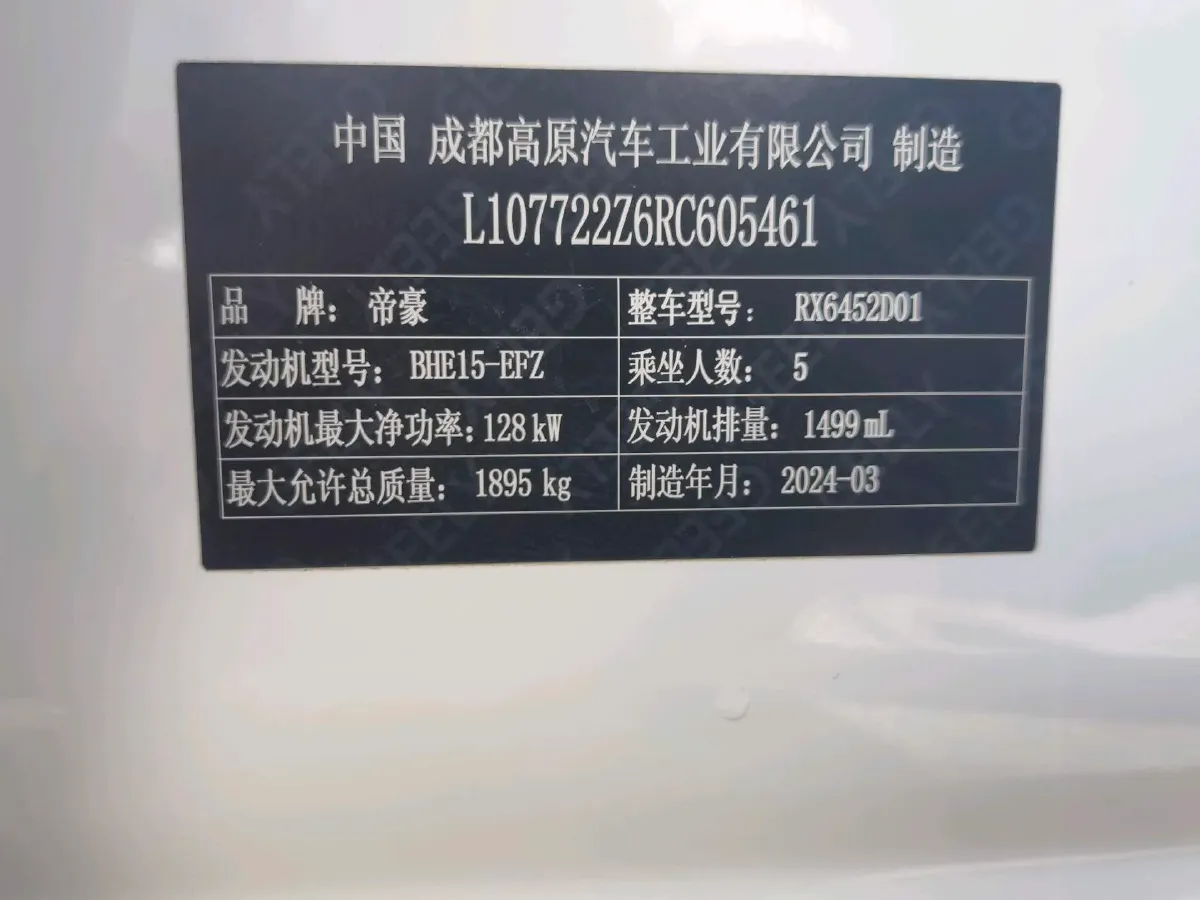 中国 成都高原汽车工业有限公司 制造
L107722Z6RC605461
品 牌: 帝豪 整车型号: RX6452D01
发动机型号: BHE15-EFZ 乘坐人数: 5
发动机最大净功率: 128 kW 发动机排量: 1499 mL
最大允许总质量: 1895 kg 制造年月: 2024-03